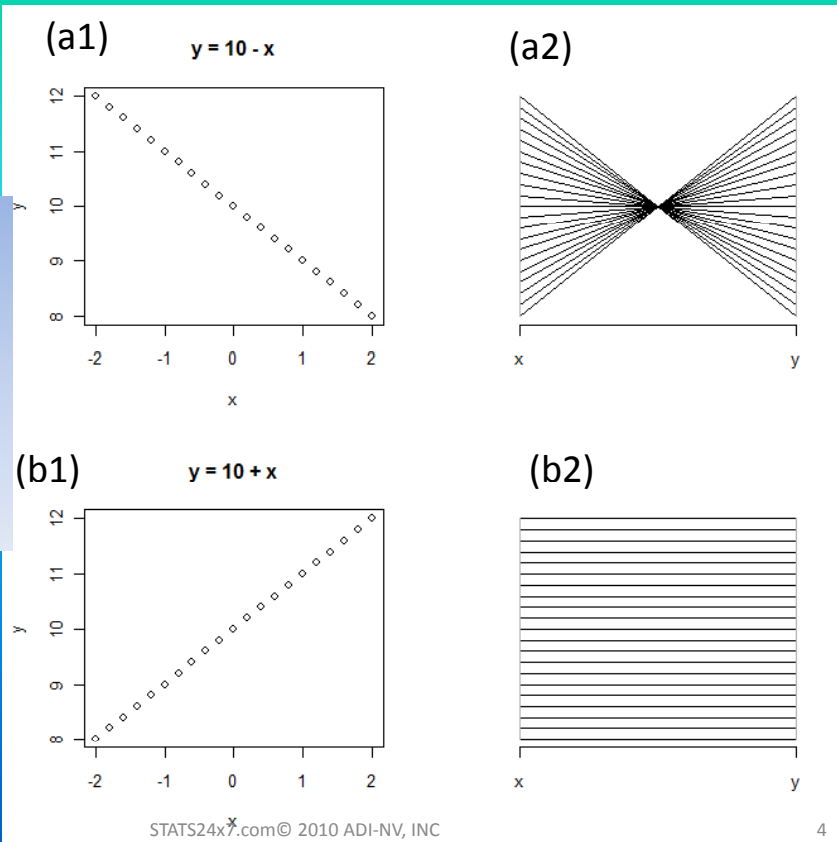 (a1)
y = 10 - x
12
11
10
9
8
y
-2 -1 0 1 2
x
(a2)
x y
(b1)
y = 10 + x
12
11
10
9
8
y
-2 -1 0 1 2
x
(b2)
x y
STATS24x7.com© 2010 ADI-NV, INC
4